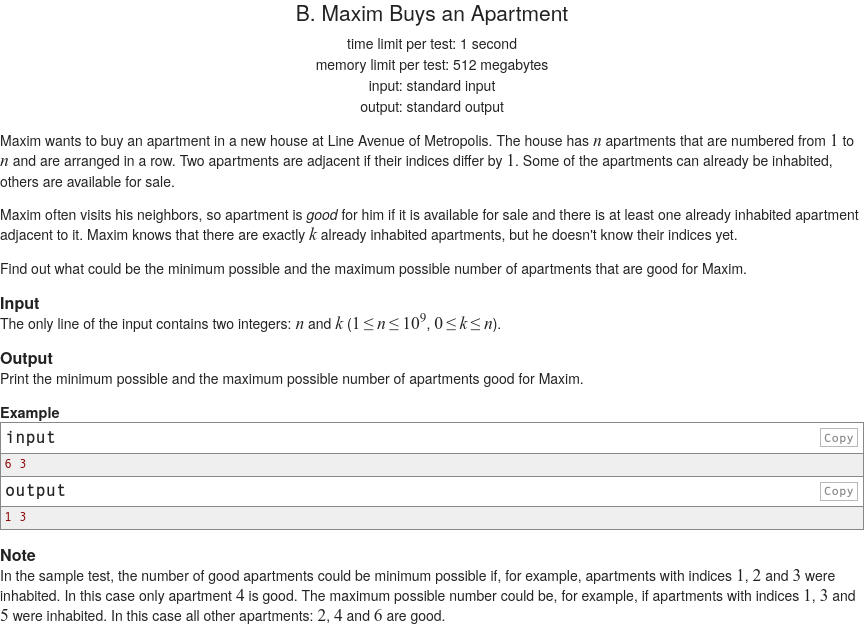 B. Maxim Buys an Apartment
time limit per test: 1 second
memory limit per test: 512 megabytes
input: standard input
output: standard output
Maxim wants to buy an apartment in a new house at Line Avenue of Metropolis. The house has n apartments that are numbered from 1 to
n and are arranged in a row. Two apartments are adjacent if their indices differ by 1. Some of the apartments can already be inhabited,
others are available for sale.
Maxim often visits his neighbors, so apartment is good for him if it is available for sale and there is at least one already inhabited apartment
adjacent to it. Maxim knows that there are exactly k already inhabited apartments, but he doesn't know their indices yet.
Find out what could be the minimum possible and the maximum possible number of apartments that are good for Maxim.
Input
The only line of the input contains two integers: n and k (1 ≤ n ≤ 10⁹, 0 ≤ k ≤ n).
Output
Print the minimum possible and the maximum possible number of apartments good for Maxim.
Example
input Copy
6 3
output Copy
1 3
Note
In the sample test, the number of good apartments could be minimum possible if, for example, apartments with indices 1, 2 and 3 were
inhabited. In this case only apartment 4 is good. The maximum possible number could be, for example, if apartments with indices 1, 3 and
5 were inhabited. In this case all other apartments: 2, 4 and 6 are good.